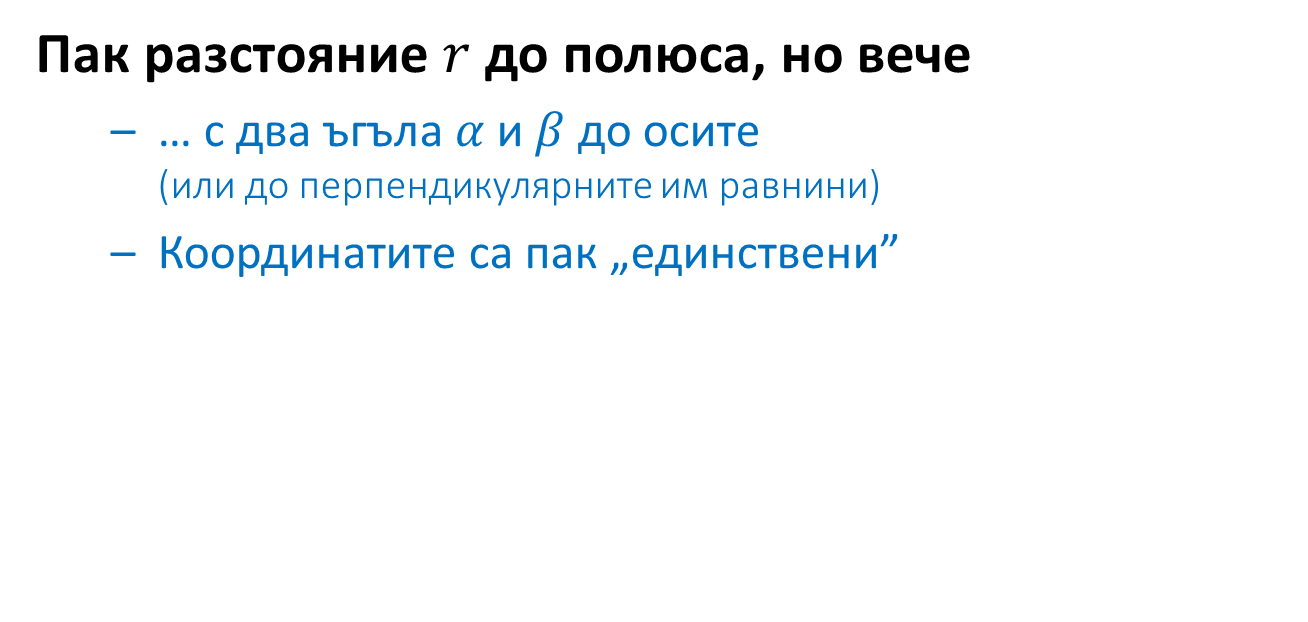 Пак разстояние r до полюса, но вече
– … с два ъгъла α и β до осите
(или до перпендикулярните им равнини)
– Координатите са пак „единствени”